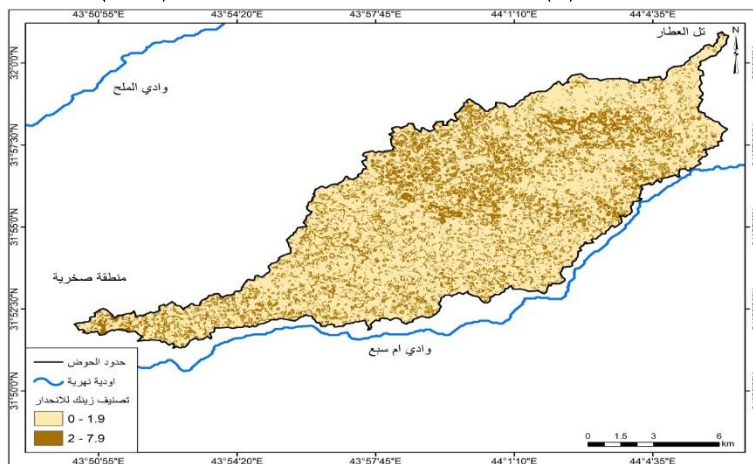 43°50'55"E 43°54'20"E 43°57'45"E 44°1'10"E 44°4'35"E
تل العطار
N
32°0'0"N
وادي الملح
31°57'30"N
31°55'0"N
منطقة صخرية
31°52'30"N
وادي ام سبع
حدود الحوض
اودية نهرية
تصنيف زينك للانحدار
0 - 1.9
2 - 7.9
31°50'0"N
0 1.5 3 6
km
43°50'55"E 43°54'20"E 43°57'45"E 44°1'10"E 44°4'35"E